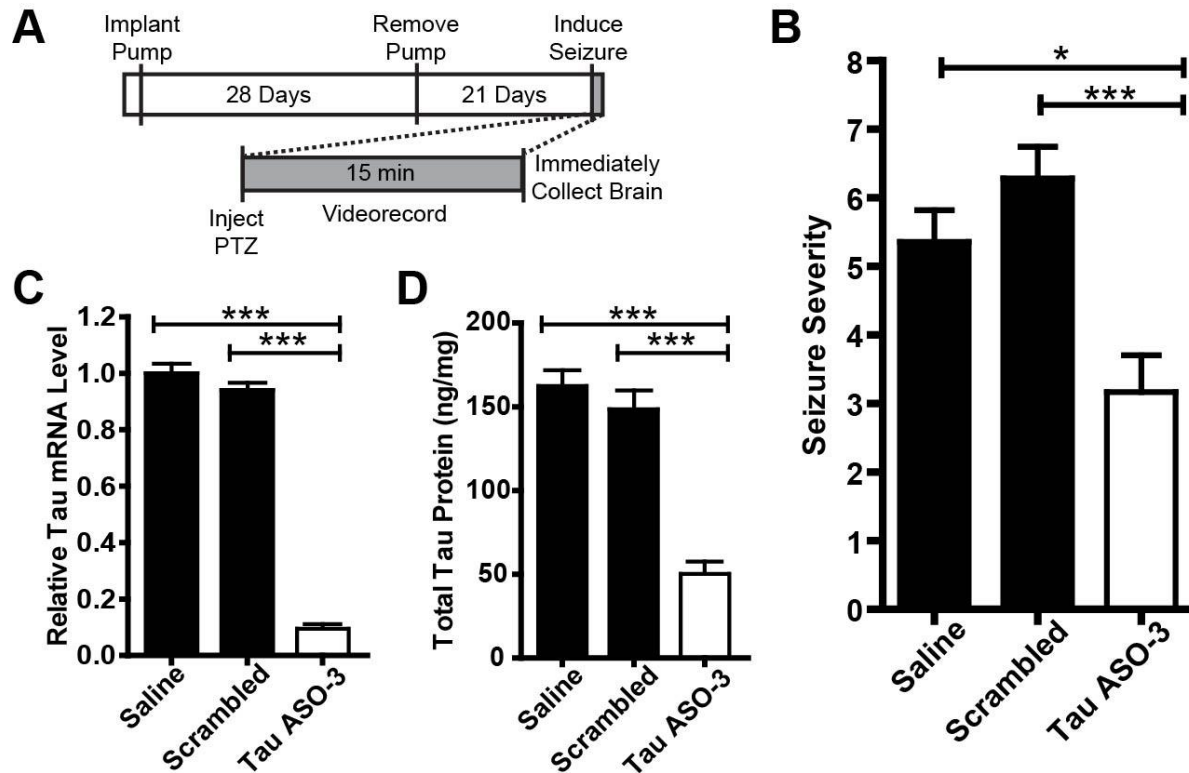 A
Implant
Pump
Remove
Pump
Induce
Seizure
28 Days
21 Days
15 min
Immediately
Collect Brain
Inject
PTZ
Videorecord
B
*
***
Seizure Severity
8
7
6
5
4
3
2
1
0
Saline
Scrambled
Tau ASO-3
C
***
***
Relative Tau mRNA Level
1.2
1.0
0.8
0.6
0.4
0.2
0.0
Saline
Scrambled
Tau ASO-3
D
***
***
Total Tau Protein (ng/mg)
200
150
100
50
0
Saline
Scrambled
Tau ASO-3